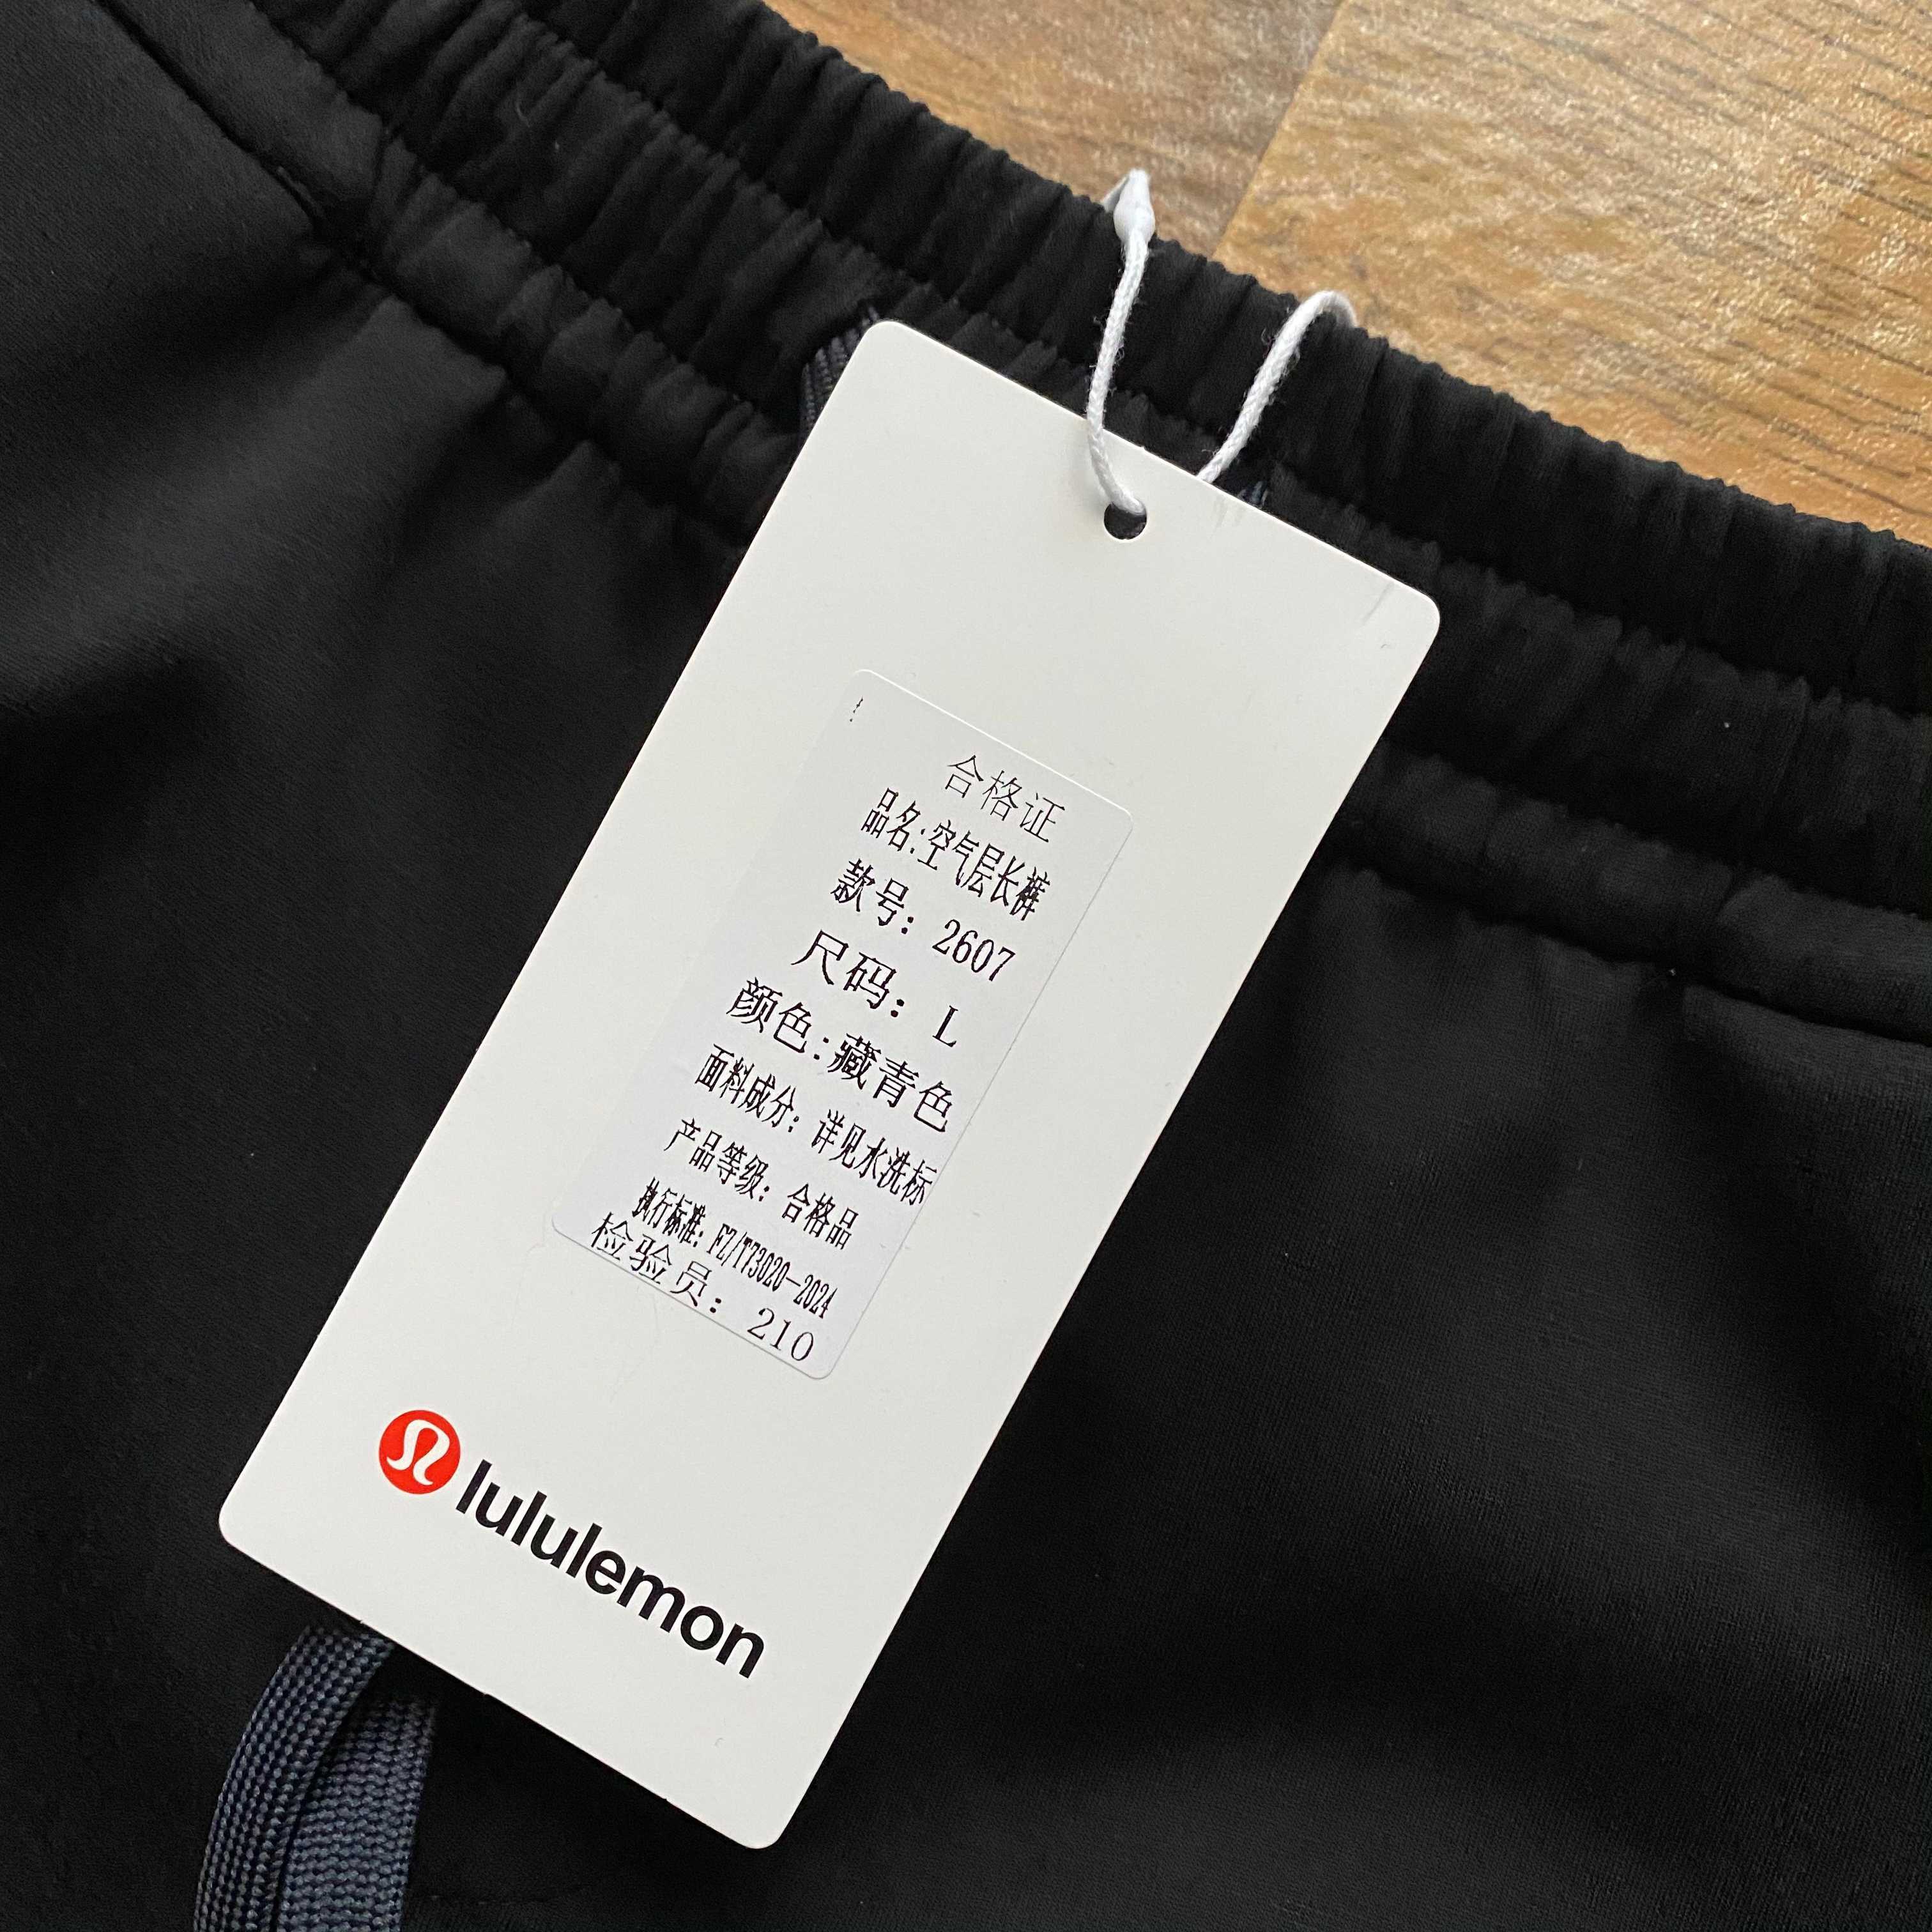 合格证
品名:空气层长裤
款号: 2607
尺码: L
颜色:藏青色
面料成分: 详见水洗标
产品等级: 合格品
执行标准: FZ/T73020-2024
检验员: 210
lululemon